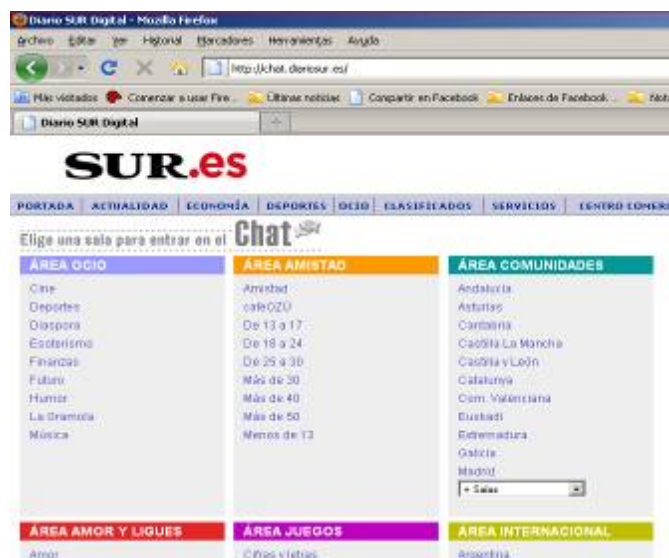 Diario SUR Digital - Mozilla Firefox
Archivo Editar Ver Historial Marcadores Herramientas Ayuda
http://chat.diariosur.es/
Más visitados Comenzar a usar Fire... Últimas noticias Compartir en Facebook Enlaces de Facebook ...
Diario SUR Digital
SUR.es
PORTADA ACTUALIDAD ECONOMÍA DEPORTES OCIO CLASIFICADOS SERVICIOS CENTRO COMER
Elige una sala para entrar en el Chat
ÁREA OCIO
Cine
Deportes
Diaspora
Esoterismo
Finanzas
Futuro
Humor
La Gramola
Música
ÁREA AMISTAD
Amistad
cafeOZÚ
De 13 a 17
De 18 a 24
De 25 a 30
Más de 30
Más de 40
Más de 50
Menos de 13
ÁREA COMUNIDADES
Andalucía
Asturias
Cantabria
Castilla La Mancha
Castilla y León
Catalunya
Com. Valenciana
Euskadi
Extremadura
Galicia
Madrid
+ Salas
ÁREA AMOR Y LIGUES
Amor
ÁREA JUEGOS
Cifras y letras
ÁREA INTERNACIONAL
Argentina